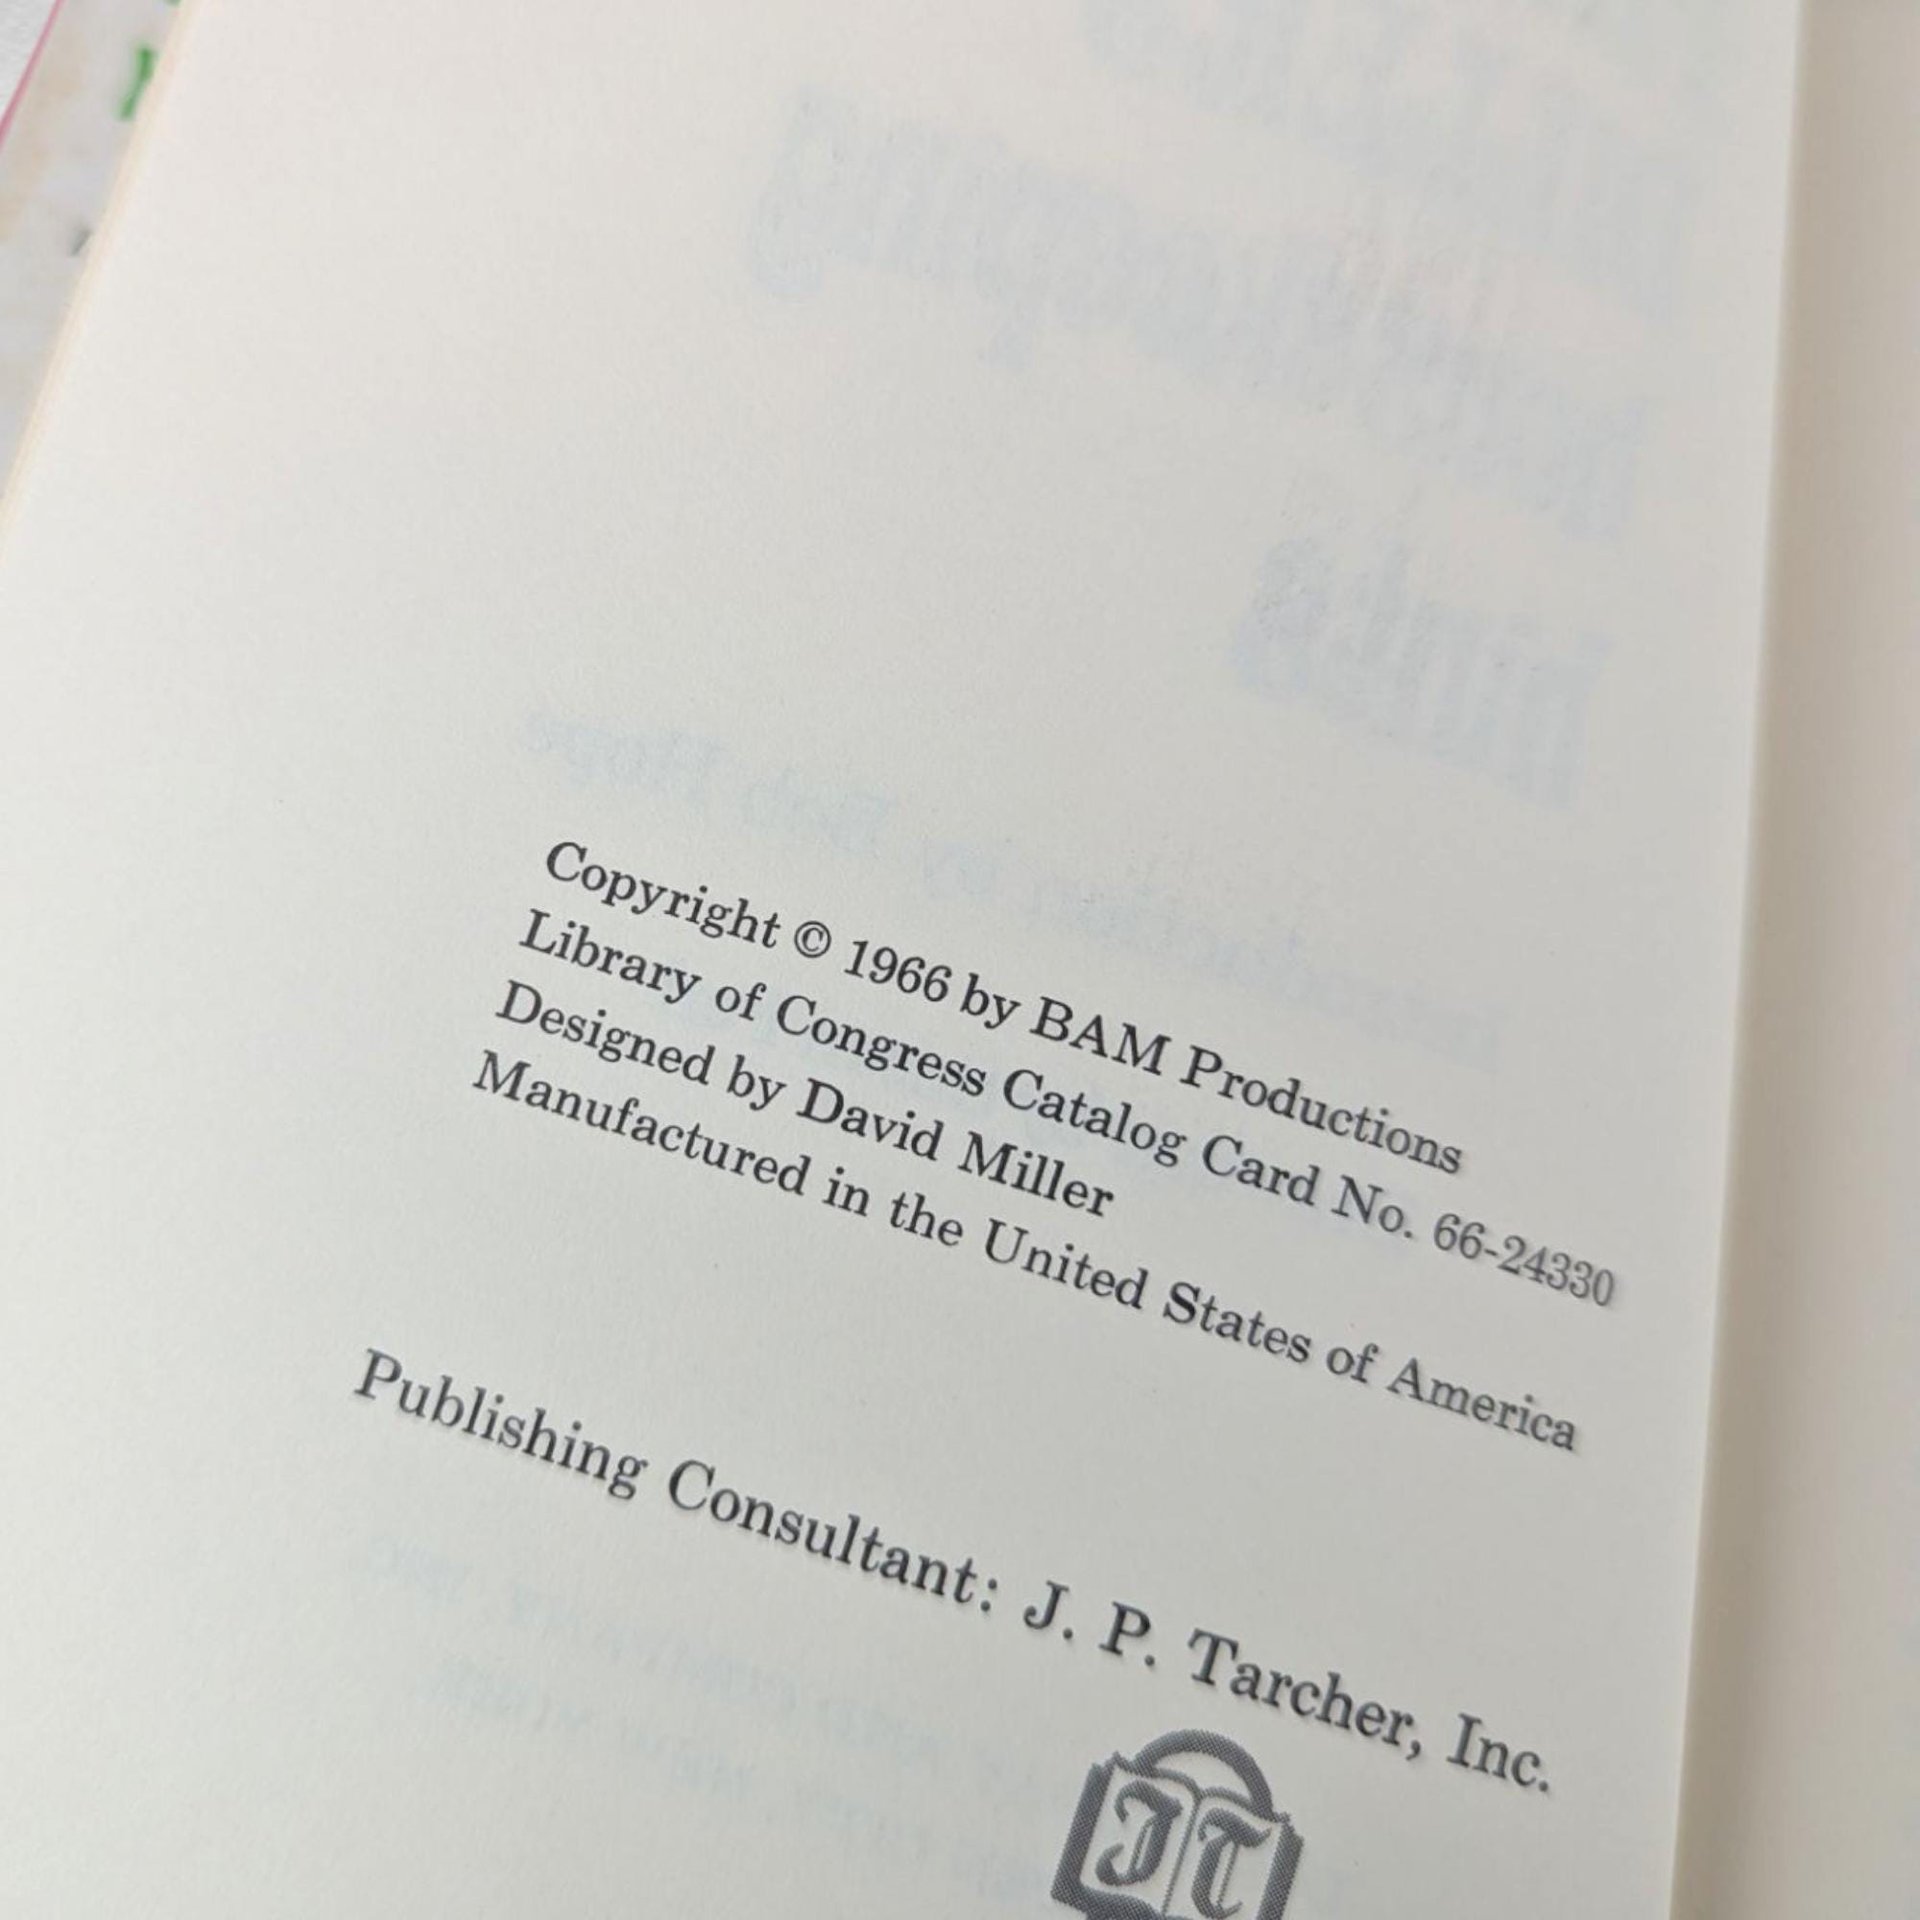 Copyright © 1966 by BAM Productions
Library of Congress Catalog Card No. 66-24330
Designed by David Miller
Manufactured in the United States of America
Publishing Consultant: J. P. Tarcher, Inc.
JT